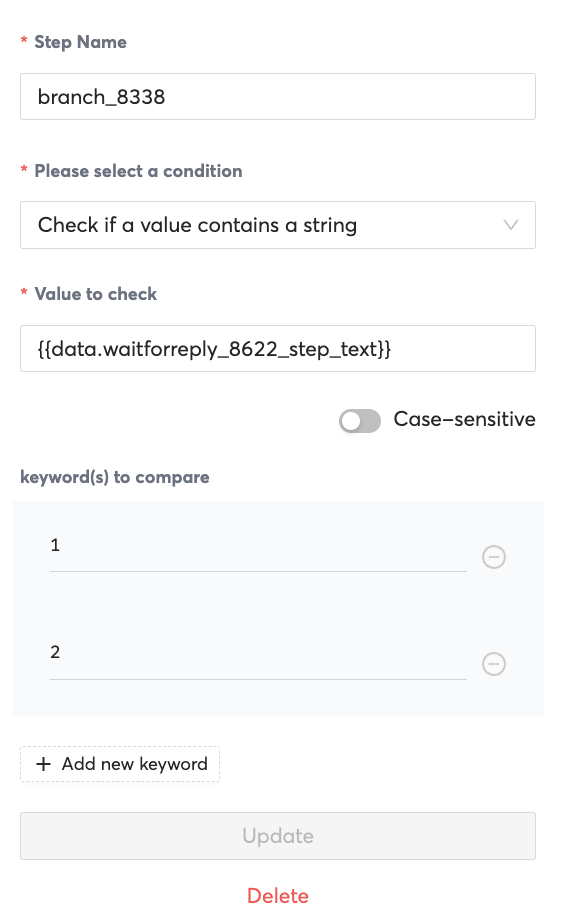 * Step Name
branch_8338
* Please select a condition
Check if a value contains a string
* Value to check
{{data.waitforreply_8622_step_text}}
Case-sensitive
keyword(s) to compare
1
2
+ Add new keyword
Update
Delete